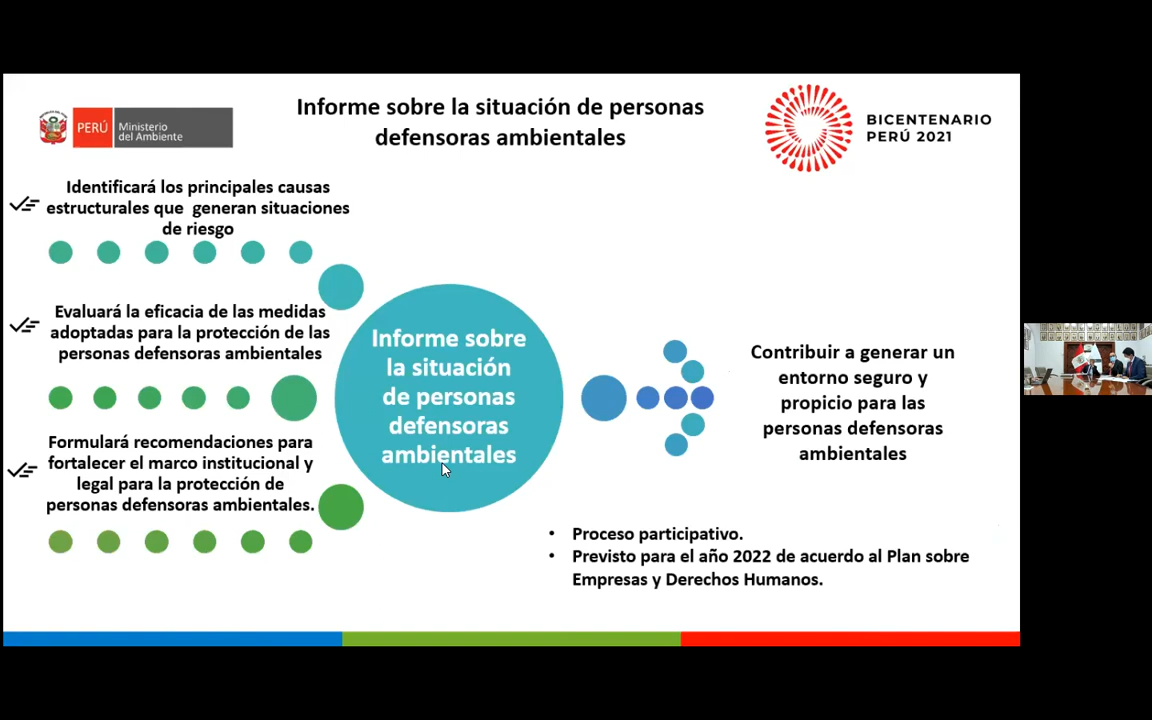 PERÚ
Ministerio
del Ambiente
Informe sobre la situación de personas
defensoras ambientales
BICENTENARIO
PERÚ 2021
Identificará los principales causas
estructurales que generan situaciones
de riesgo
Evaluará la eficacia de las medidas
adoptadas para la protección de las
personas defensoras ambientales
Formulará recomendaciones para
fortalecer el marco institucional y
legal para la protección de
personas defensoras ambientales.
Informe sobre
la situación
de personas
defensoras
ambientales
Contribuir a generar un
entorno seguro y
propicio para las
personas defensoras
ambientales
• Proceso participativo.
• Previsto para el año 2022 de acuerdo al Plan sobre
Empresas y Derechos Humanos.